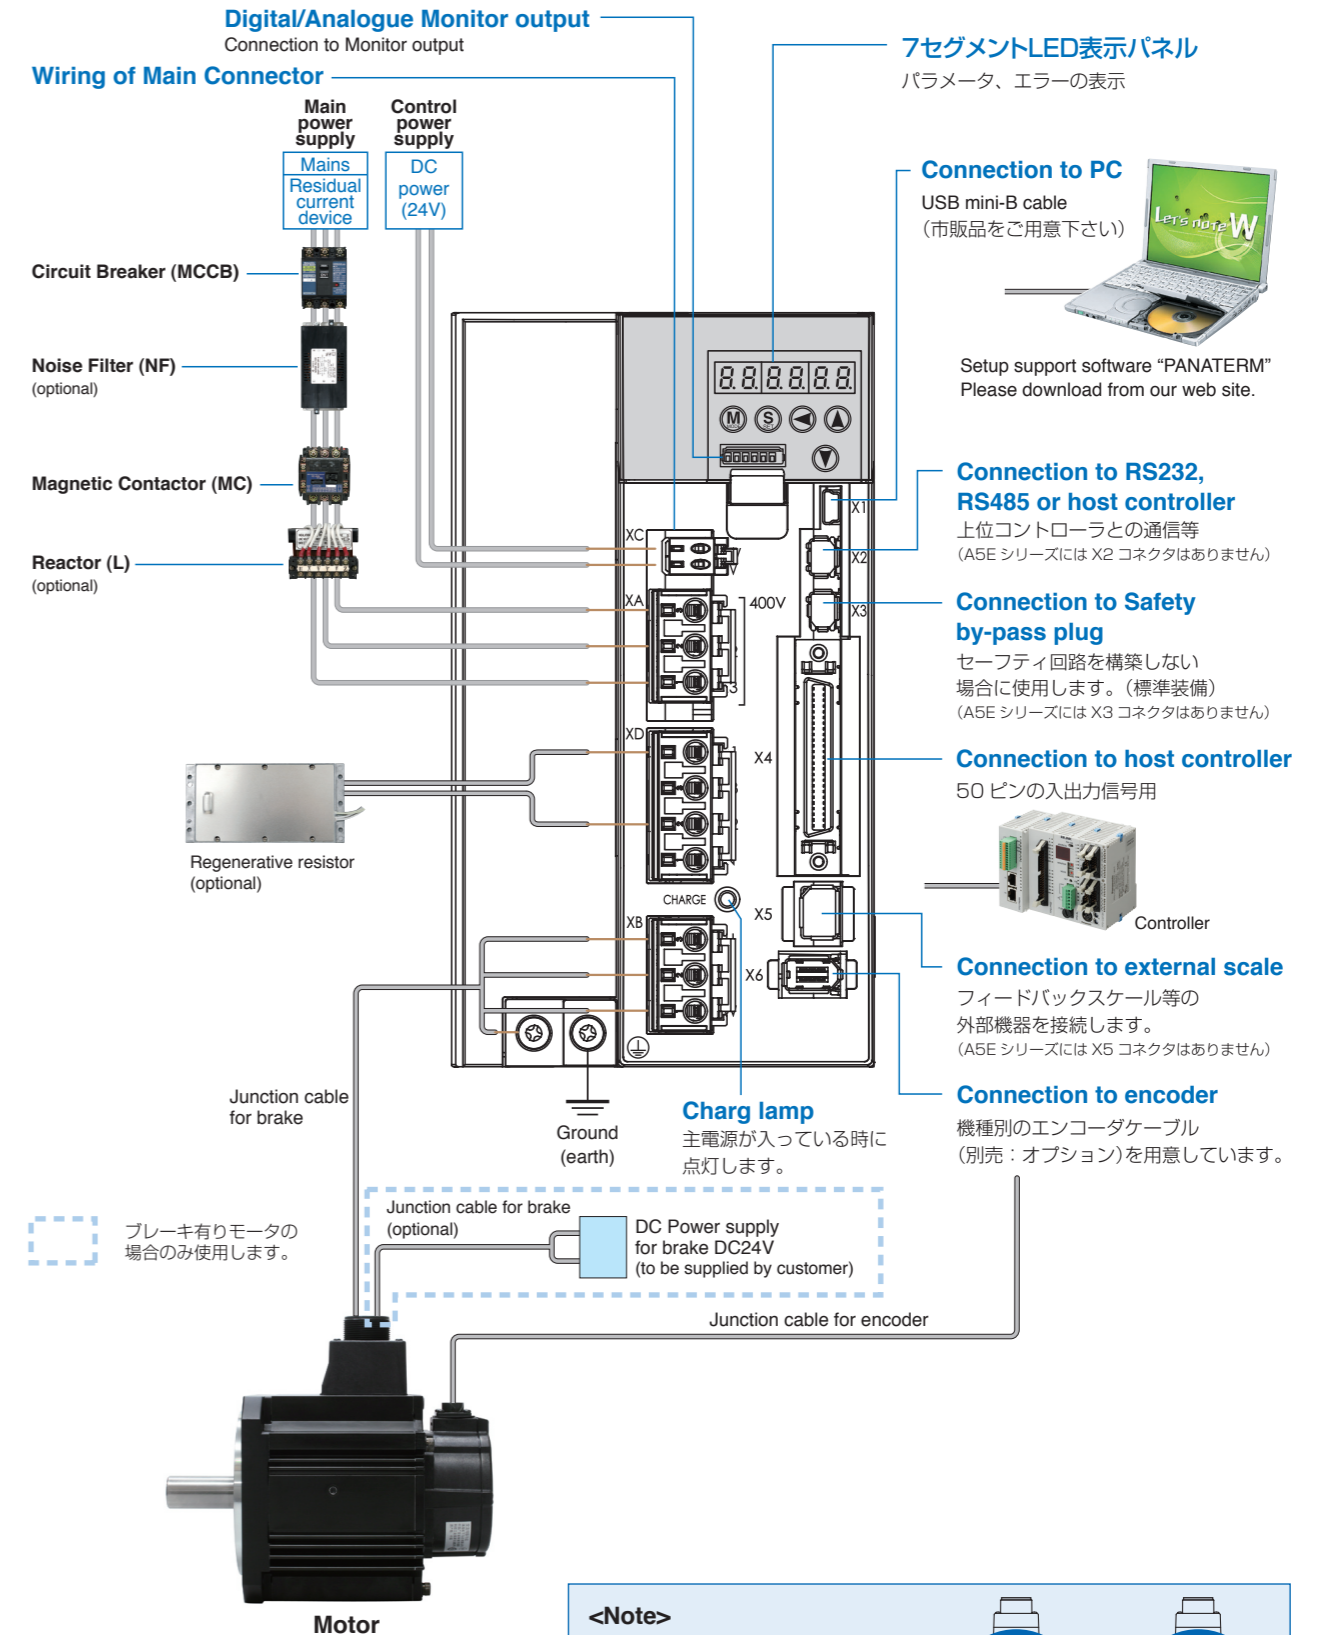 Digital/Analogue Monitor output
Connection to Monitor output
Wiring of Main Connector
7セグメントLED表示パネル
パラメータ、エラーの表示
Main
power
supply
Control
power
supply
Mains
Residual
current
device
DC
power
(24V)
Connection to PC
USB mini-B cable
（市販品をご用意下さい）
Let's note W
Circuit Breaker (MCCB)
Noise Filter (NF)
(optional)
Setup support software “PANATERM”
Please download from our web site.
M
S
Magnetic Contactor (MC)
Connection to RS232,
RS485 or host controller
上位コントローラとの通信等
（A5E シリーズには X2 コネクタはありません）
X1
XC
X2
Reactor (L)
(optional)
XA
400V
X3
3
Connection to Safety
by-pass plug
セーフティ回路を構築しない
場合に使用します。（標準装備）
（A5E シリーズには X3 コネクタはありません）
XD
X4
Connection to host controller
50 ピンの入出力信号用
Regenerative resistor
(optional)
CHARGE
X5
Controller
XB
X6
Connection to external scale
フィードバックスケール等の
外部機器を接続します。
（A5E シリーズには X5 コネクタはありません）
Junction cable
for brake
Ground
(earth)
Charg lamp
主電源が入っている時に
点灯します。
Connection to encoder
機種別のエンコーダケーブル
（別売：オプション）を用意しています。
ブレーキ有りモータの
場合のみ使用します。
Junction cable for brake
(optional)
DC Power supply
for brake DC24V
(to be supplied by customer)
Junction cable for encoder
Motor
<Note>